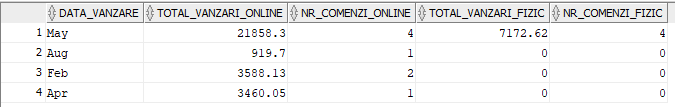 DATA_VANZARE TOTAL_VANZARI_ONLINE NR_COMENZI_ONLINE TOTAL_VANZARI_FIZIC NR_COMENZI_FIZIC
1 May 21858.3 4 7172.62 4
2 Aug 919.7 1 0 0
3 Feb 3588.13 2 0 0
4 Apr 3460.05 1 0 0